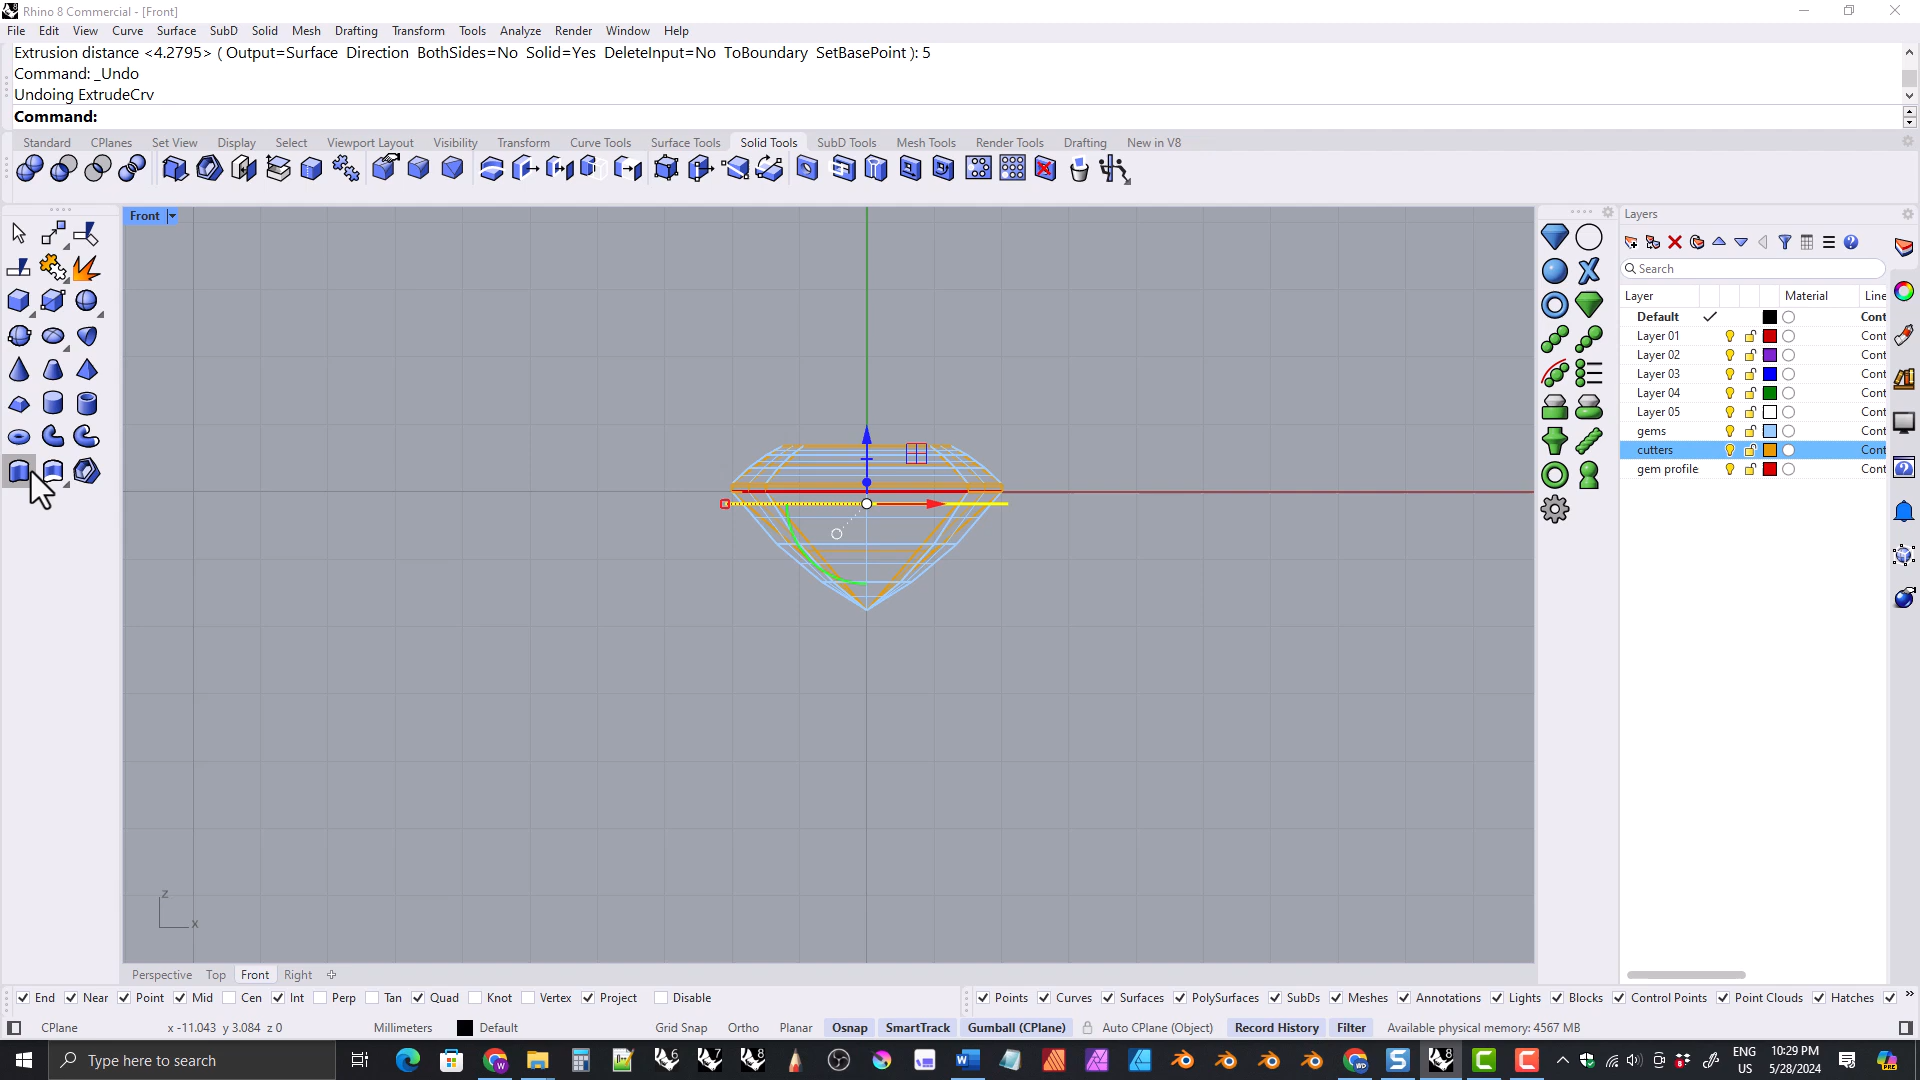 Rhino 8 Commercial - [Front]
File Edit View Curve Surface SubD Solid Mesh Drafting Transform Tools Analyze Render Window Help
Extrusion distance <4.2795> ( Output=Surface Direction BothSides=No Solid=Yes DeleteInput=No ToBoundary SetBasePoint ): 5
Command: _Undo
Undoing ExtrudeCrv
Command:
Standard CPlanes Set View Display Select Viewport Layout Visibility Transform Curve Tools Surface Tools Solid Tools SubD Tools Mesh Tools Render Tools Drafting New in V8
Front
Layers
Search
Layer Material Line
Default Cont
Layer 01 Cont
Layer 02 Cont
Layer 03 Cont
Layer 04 Cont
Layer 05 Cont
gems Cont
cutters Cont
gem profile Cont
z
x
Perspective Top Front Right
End Near Point Mid Cen Int Perp Tan Quad Knot Vertex Project Disable
Points Curves Surfaces PolySurfaces SubDs Meshes Annotations Lights Blocks Control Points Point Clouds Hatches
CPlane x -11.043 y 3.084 z 0 Millimeters Default Grid Snap Ortho Planar Osnap SmartTrack Gumball (CPlane) Auto CPlane (Object) Record History Filter Available physical memory: 4567 MB
Type here to search
6 7 8
8
ENG
US
10:29 PM
5/28/2024